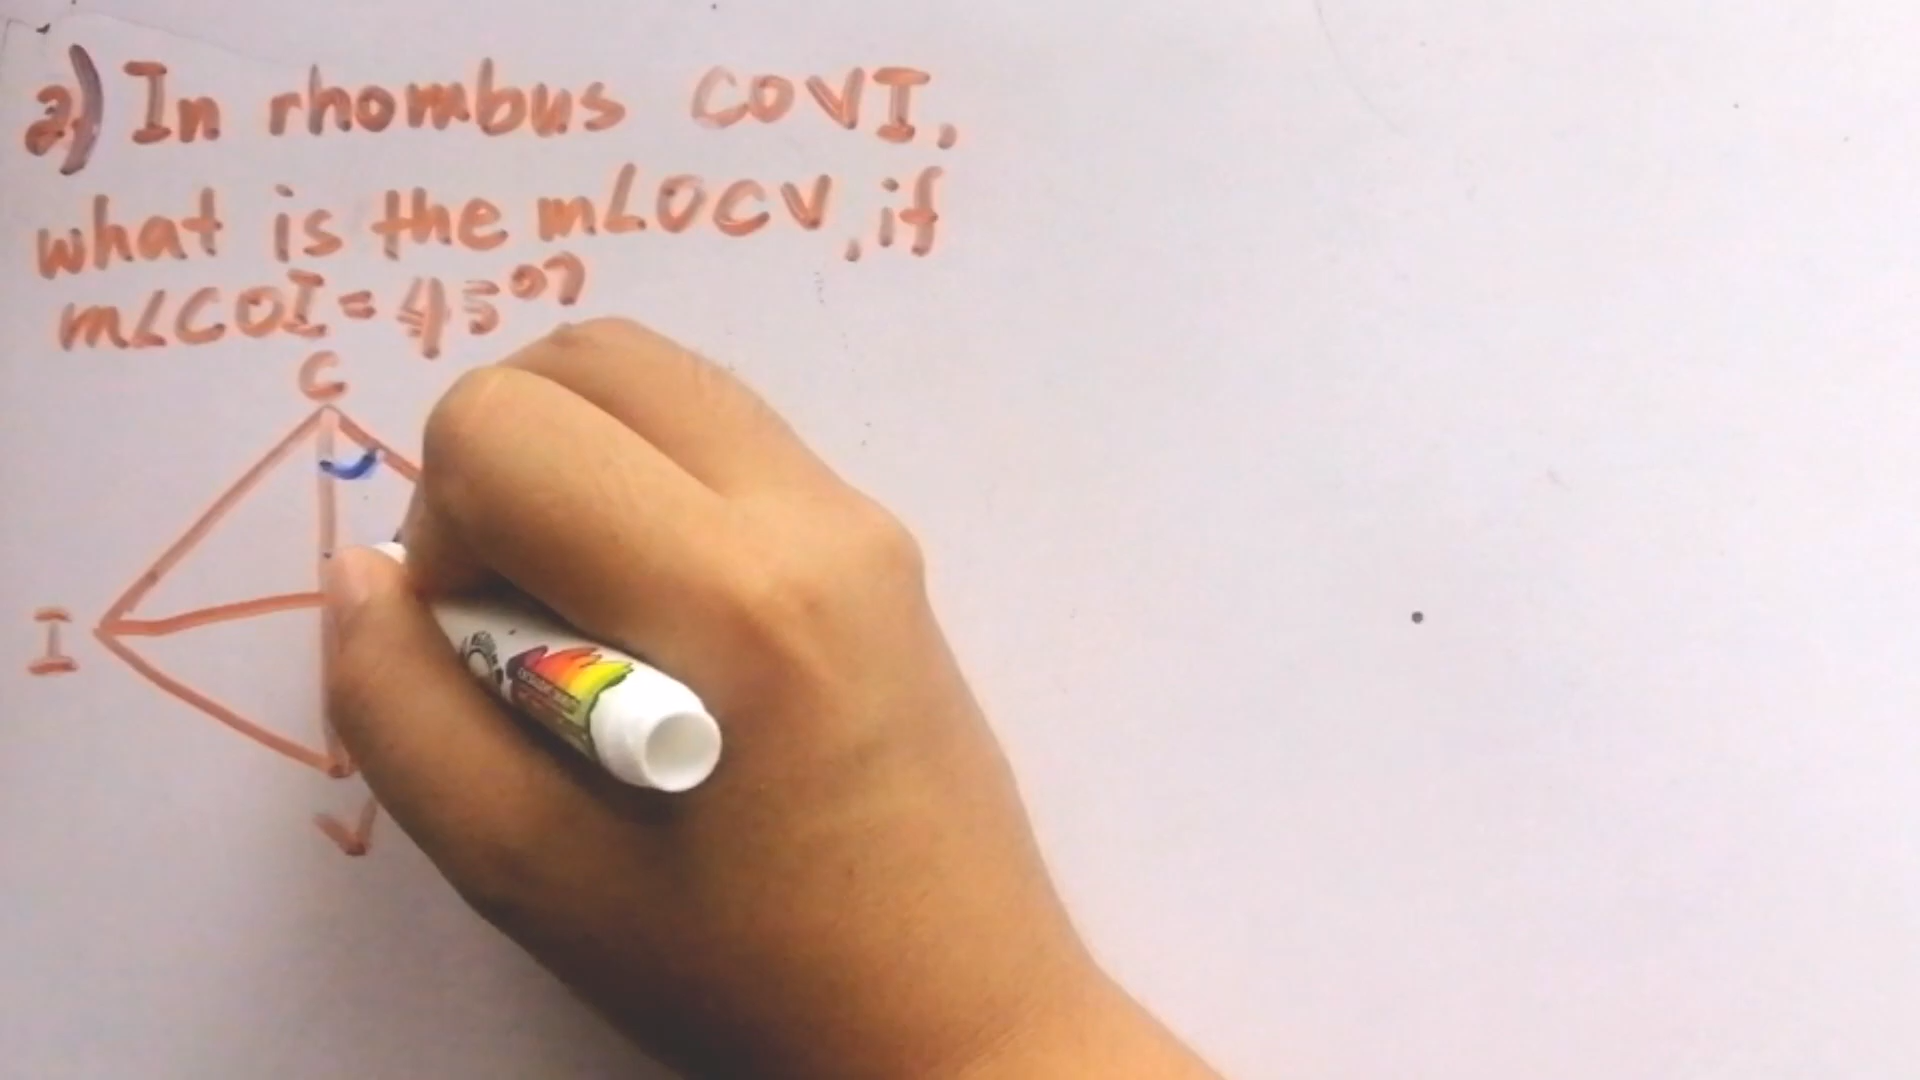 2) In rhombus COVI,
what is the m∠OCV, if
m∠COI = 45°?
C
I
V